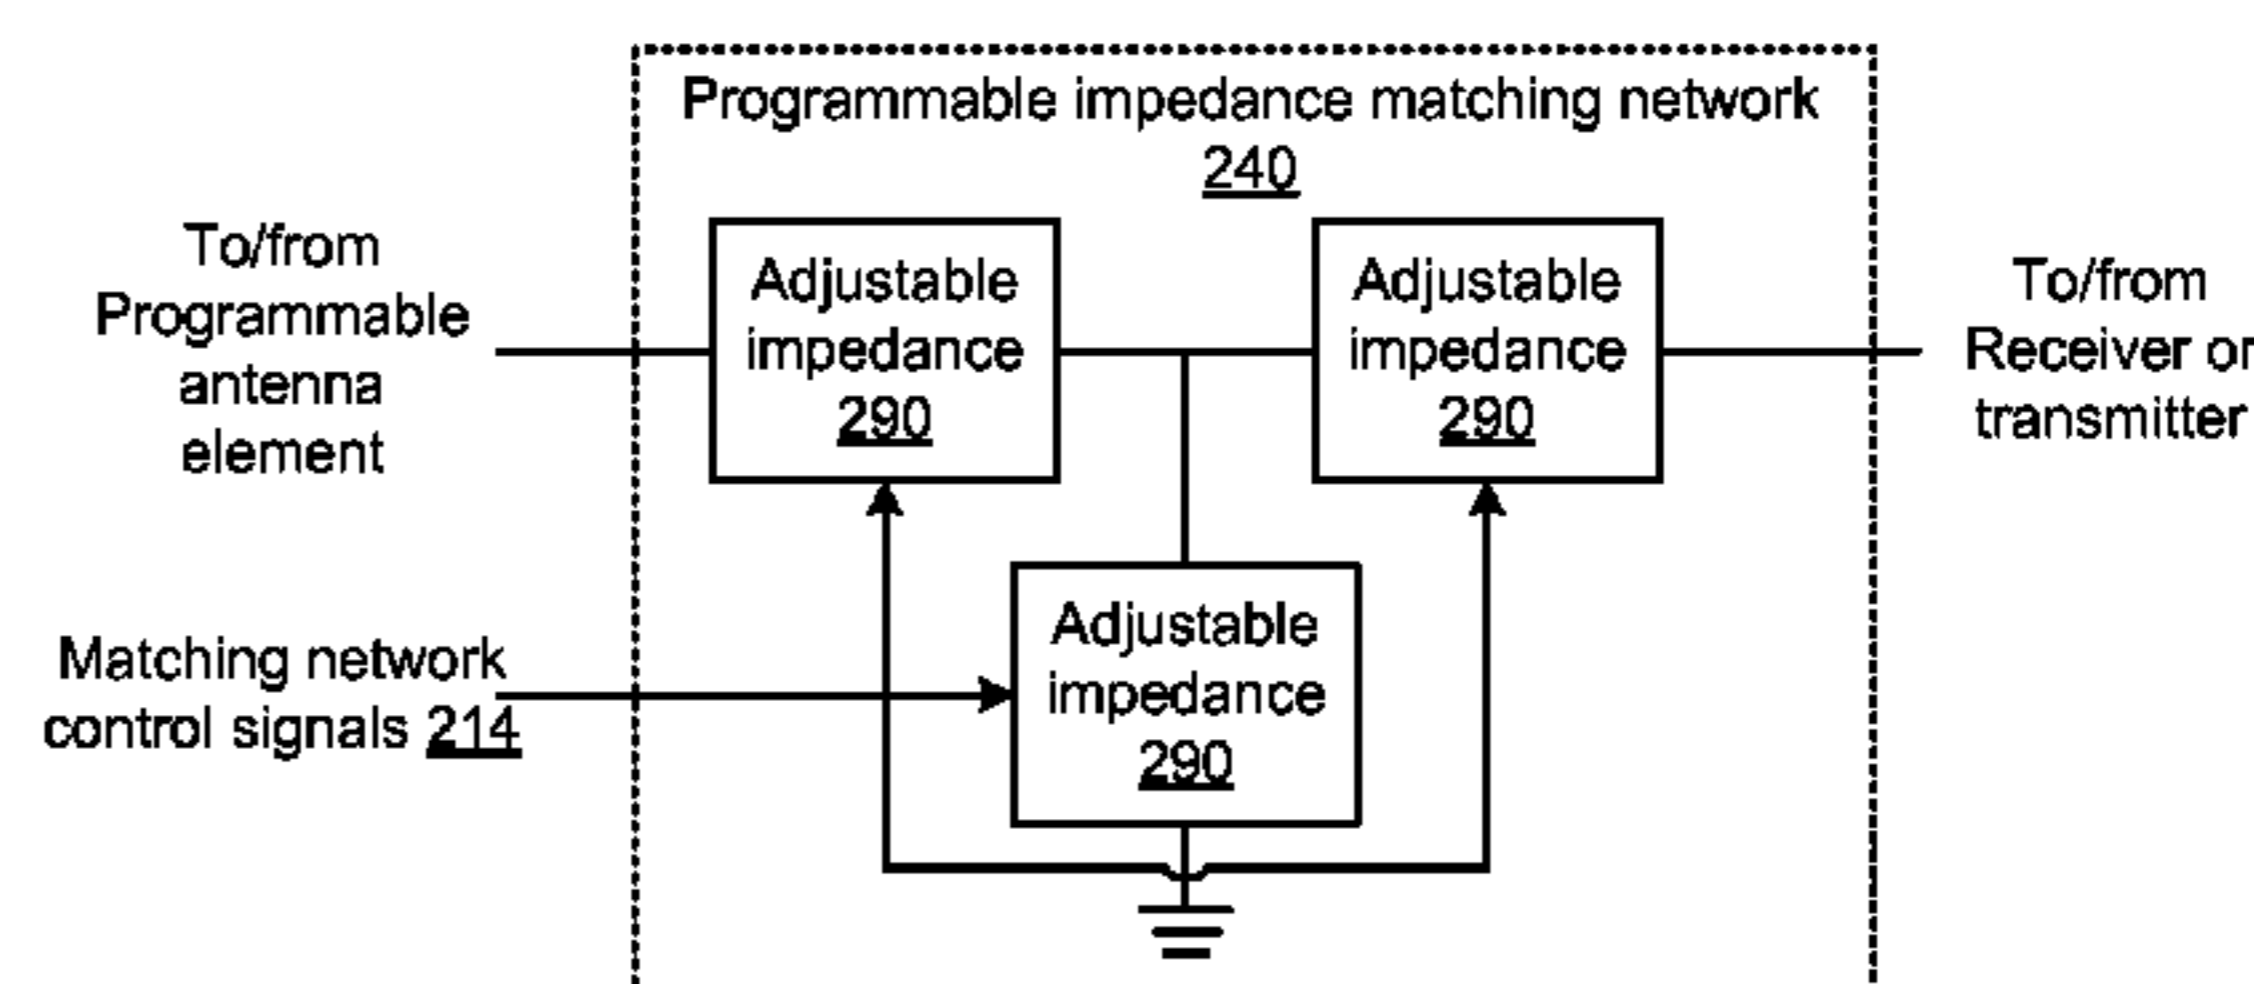 Programmable impedance matching network
240
To/from
Programmable
antenna
element
Adjustable
impedance
290
Adjustable
impedance
290
To/from
Receiver or
transmitter
Matching network
control signals 214
Adjustable
impedance
290